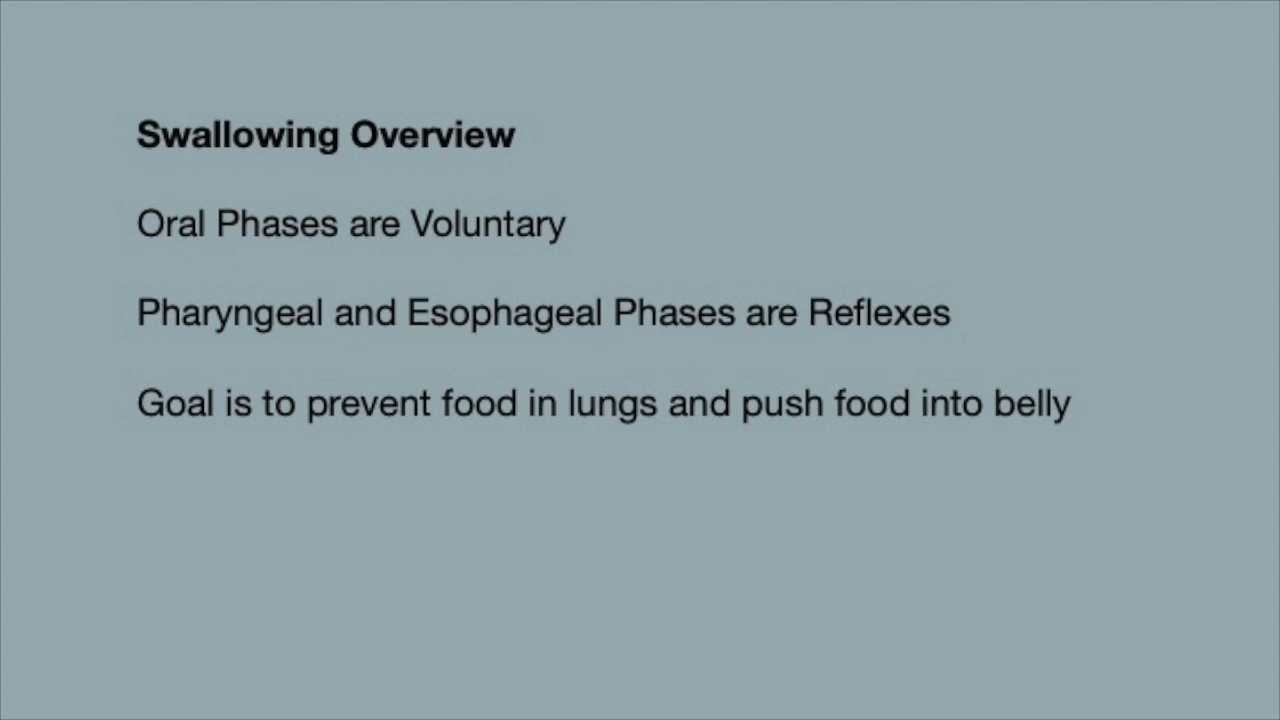 Swallowing Overview
Oral Phases are Voluntary
Pharyngeal and Esophageal Phases are Reflexes
Goal is to prevent food in lungs and push food into belly